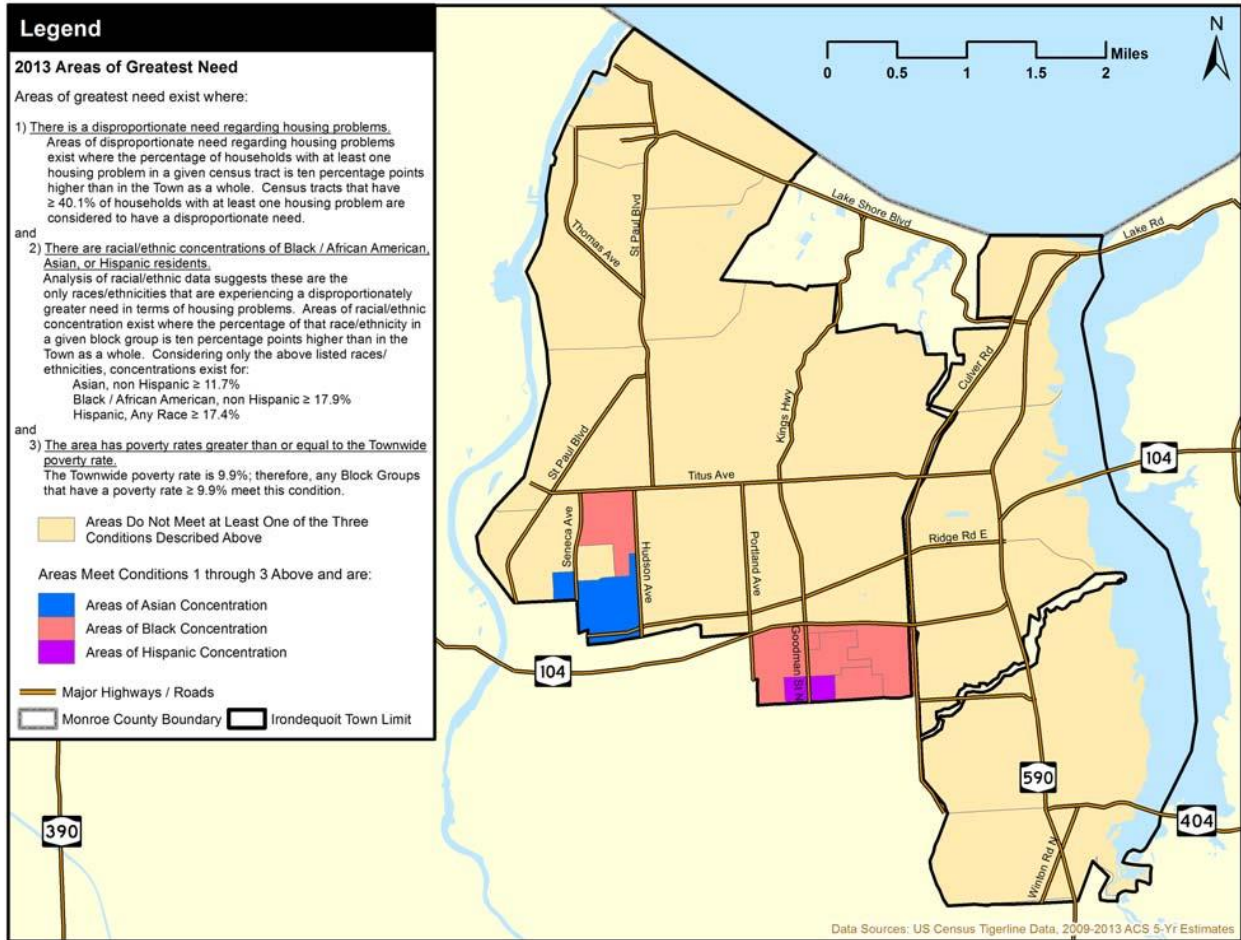 Legend
2013 Areas of Greatest Need
Areas of greatest need exist where:
1) There is a disproportionate need regarding housing problems.
Areas of disproportionate need regarding housing problems
exist where the percentage of households with at least one
housing problem in a given census tract is ten percentage points
higher than in the Town as a whole. Census tracts that have
≥ 40.1% of households with at least one housing problem are
considered to have a disproportionate need.
and
2) There are racial/ethnic concentrations of Black / African American,
Asian, or Hispanic residents.
Analysis of racial/ethnic data suggests these are the
only races/ethnicities that are experiencing a disproportionately
greater need in terms of housing problems. Areas of racial/ethnic
concentration exist where the percentage of that race/ethnicity in
a given block group is ten percentage points higher than in the
Town as a whole. Considering only the above listed races/
ethnicities, concentrations exist for:
Asian, non Hispanic ≥ 11.7%
Black / African American, non Hispanic ≥ 17.9%
Hispanic, Any Race ≥ 17.4%
and
3) The area has poverty rates greater than or equal to the Townwide
poverty rate.
The Townwide poverty rate is 9.9%; therefore, any Block Groups
that have a poverty rate ≥ 9.9% meet this condition.
Areas Do Not Meet at Least One of the Three
Conditions Described Above
Areas Meet Conditions 1 through 3 Above and are:
Areas of Asian Concentration
Areas of Black Concentration
Areas of Hispanic Concentration
Major Highways / Roads
Monroe County Boundary
Irondequoit Town Limit
N
Miles
0 0.5 1 1.5 2
Lake Shore Blvd
Lake Rd
St Paul Blvd
Thomas Ave
Culver Rd
Kings Hwy
St Paul Blvd
Titus Ave
104
Seneca Ave
Hudson Ave
Portland Ave
Ridge Rd E
Goodman St N
104
590
390
404
Winton Rd N
Data Sources: US Census Tigerline Data, 2009-2013 ACS 5-Yr Estimates